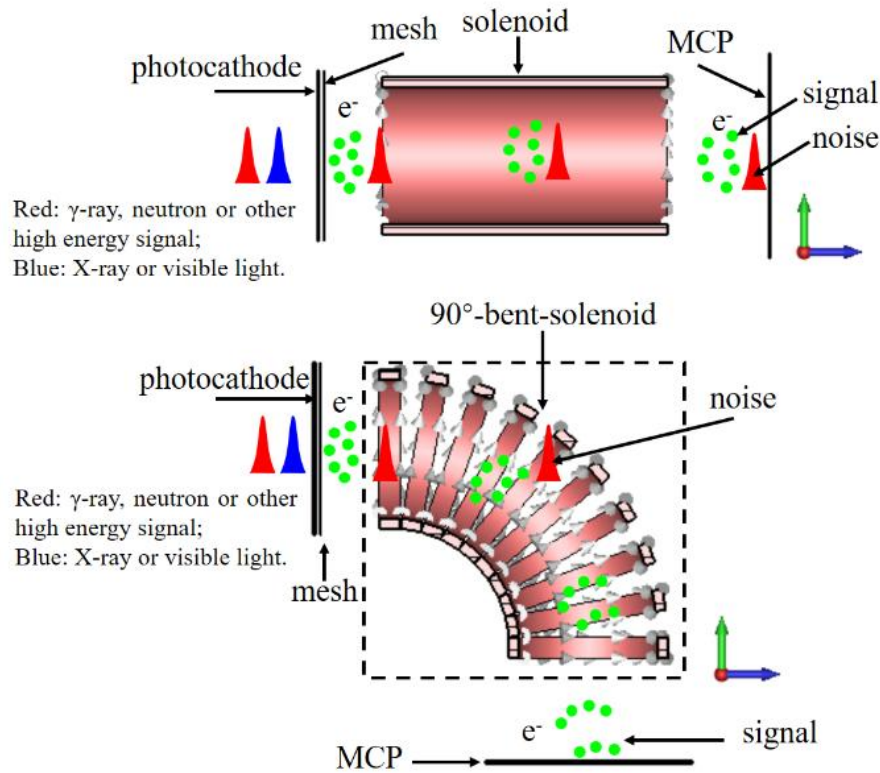 solenoid
mesh
MCP
photocathode
signal
e-
e-
noise
Red: γ-ray, neutron or other
high energy signal;
Blue: X-ray or visible light.
90°-bent-solenoid
photocathode
e-
noise
Red: γ-ray, neutron or other
high energy signal;
Blue: X-ray or visible light.
mesh
e-
signal
MCP